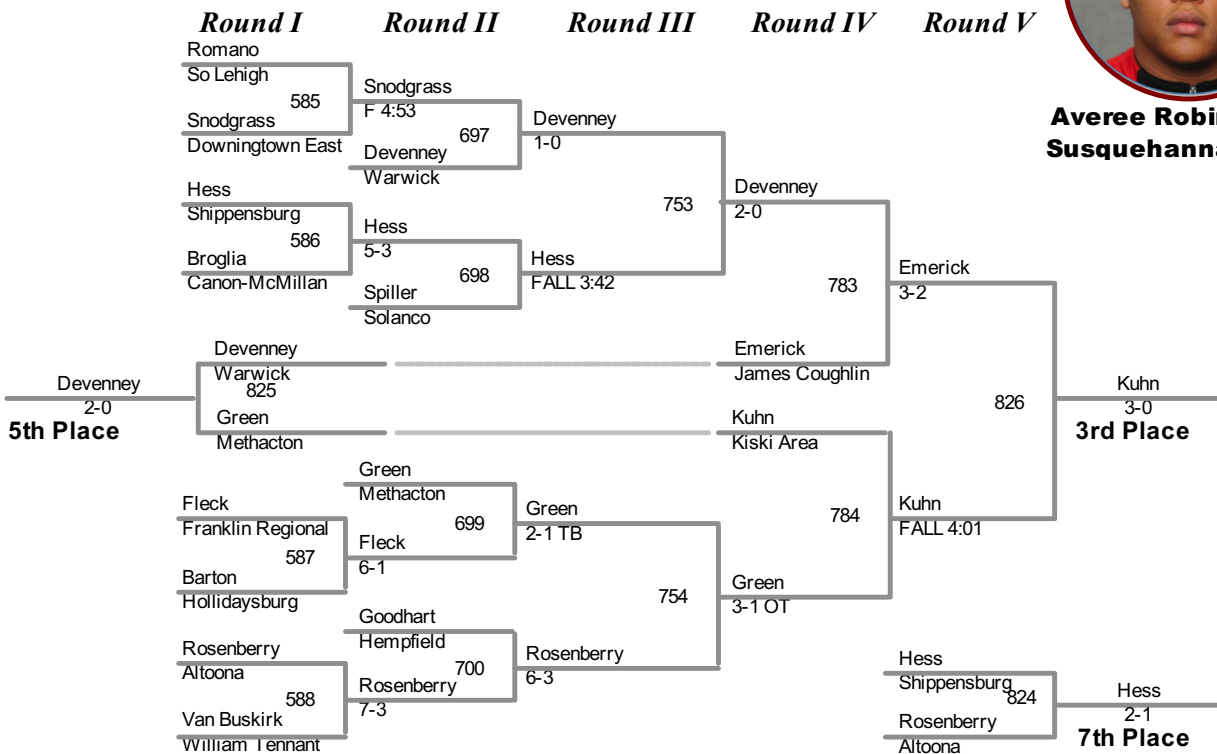 Round I Round II Round III Round IV Round V
Averee Robi
Susquehanna
Romano
So Lehigh
585
Snodgrass
Downingtown East
Snodgrass
F 4:53
697
Devenney
Warwick
Devenney
1-0
Hess
Shippensburg
586
Broglia
Canon-McMillan
Hess
5-3
698
Spiller
Solanco
Hess
FALL 3:42
753
Devenney
2-0
783
Emerick
James Coughlin
Emerick
3-2
Devenney
Warwick
825
Green
Methacton
Devenney
2-0
5th Place
Kuhn
Kiski Area
826
Kuhn
3-0
3rd Place
Green
Methacton
699
Fleck
Franklin Regional
587
Barton
Hollidaysburg
Fleck
6-1
Green
2-1 TB
754
Goodhart
Hempfield
700
Rosenberry
Altoona
588
Van Buskirk
William Tennant
Rosenberry
7-3
Rosenberry
6-3
Green
3-1 OT
784
Kuhn
FALL 4:01
Hess
Shippensburg
824
Rosenberry
Altoona
Hess
2-1
7th Place